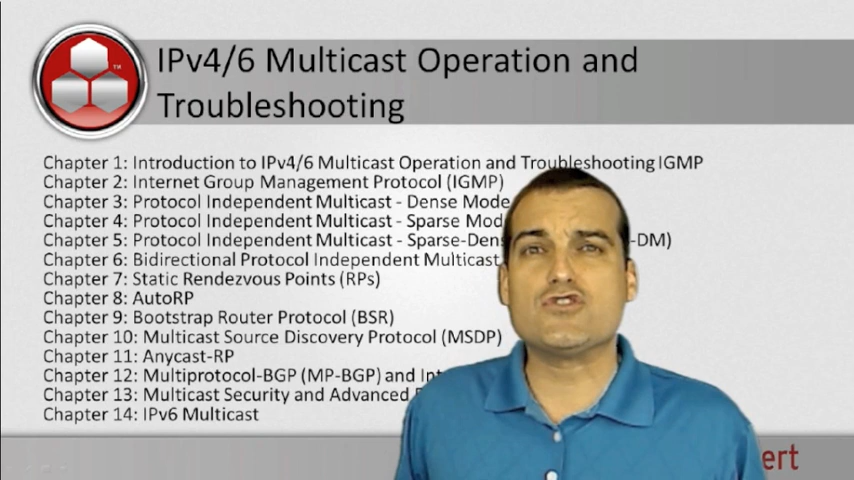 IPv4/6 Multicast Operation and
Troubleshooting
TM
Chapter 1: Introduction to IPv4/6 Multicast Operation and Troubleshooting IGMP
Chapter 2: Internet Group Management Protocol (IGMP)
Chapter 3: Protocol Independent Multicast - Dense Mode
Chapter 4: Protocol Independent Multicast - Sparse Mod
Chapter 5: Protocol Independent Multicast - Sparse-Den -DM)
Chapter 6: Bidirectional Protocol Independent Multicast
Chapter 7: Static Rendezvous Points (RPs)
Chapter 8: AutoRP
Chapter 9: Bootstrap Router Protocol (BSR)
Chapter 10: Multicast Source Discovery Protocol (MSDP)
Chapter 11: Anycast-RP
Chapter 12: Multiprotocol-BGP (MP-BGP) and Int
Chapter 13: Multicast Security and Advanced
Chapter 14: IPv6 Multicast
ert